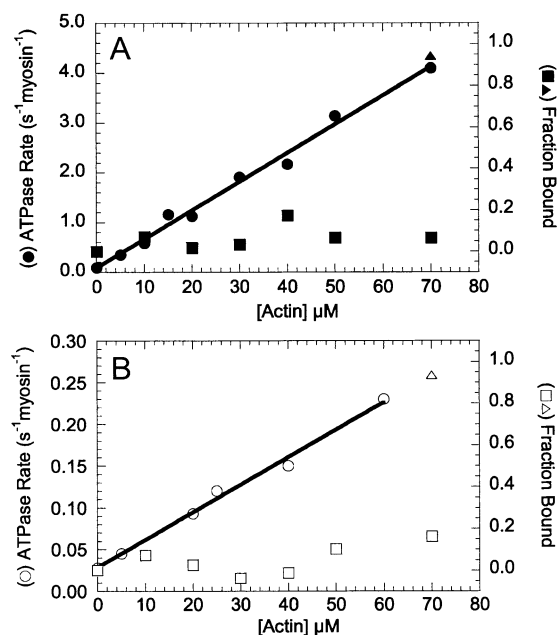 A
5.0
4.0
3.0
2.0
1.0
0.0
1.0
0.8
0.6
0.4
0.2
0.0
0 10 20 30 40 50 60 70 80
[Actin] μM
(●) ATPase Rate (s⁻¹myosin⁻¹)
(■▲) Fraction Bound
B
0.30
0.25
0.20
0.15
0.10
0.05
0.00
1.0
0.8
0.6
0.4
0.2
0.0
0 10 20 30 40 50 60 70 80
[Actin] μM
(○) ATPase Rate (s⁻¹myosin⁻¹)
(□△) Fraction Bound